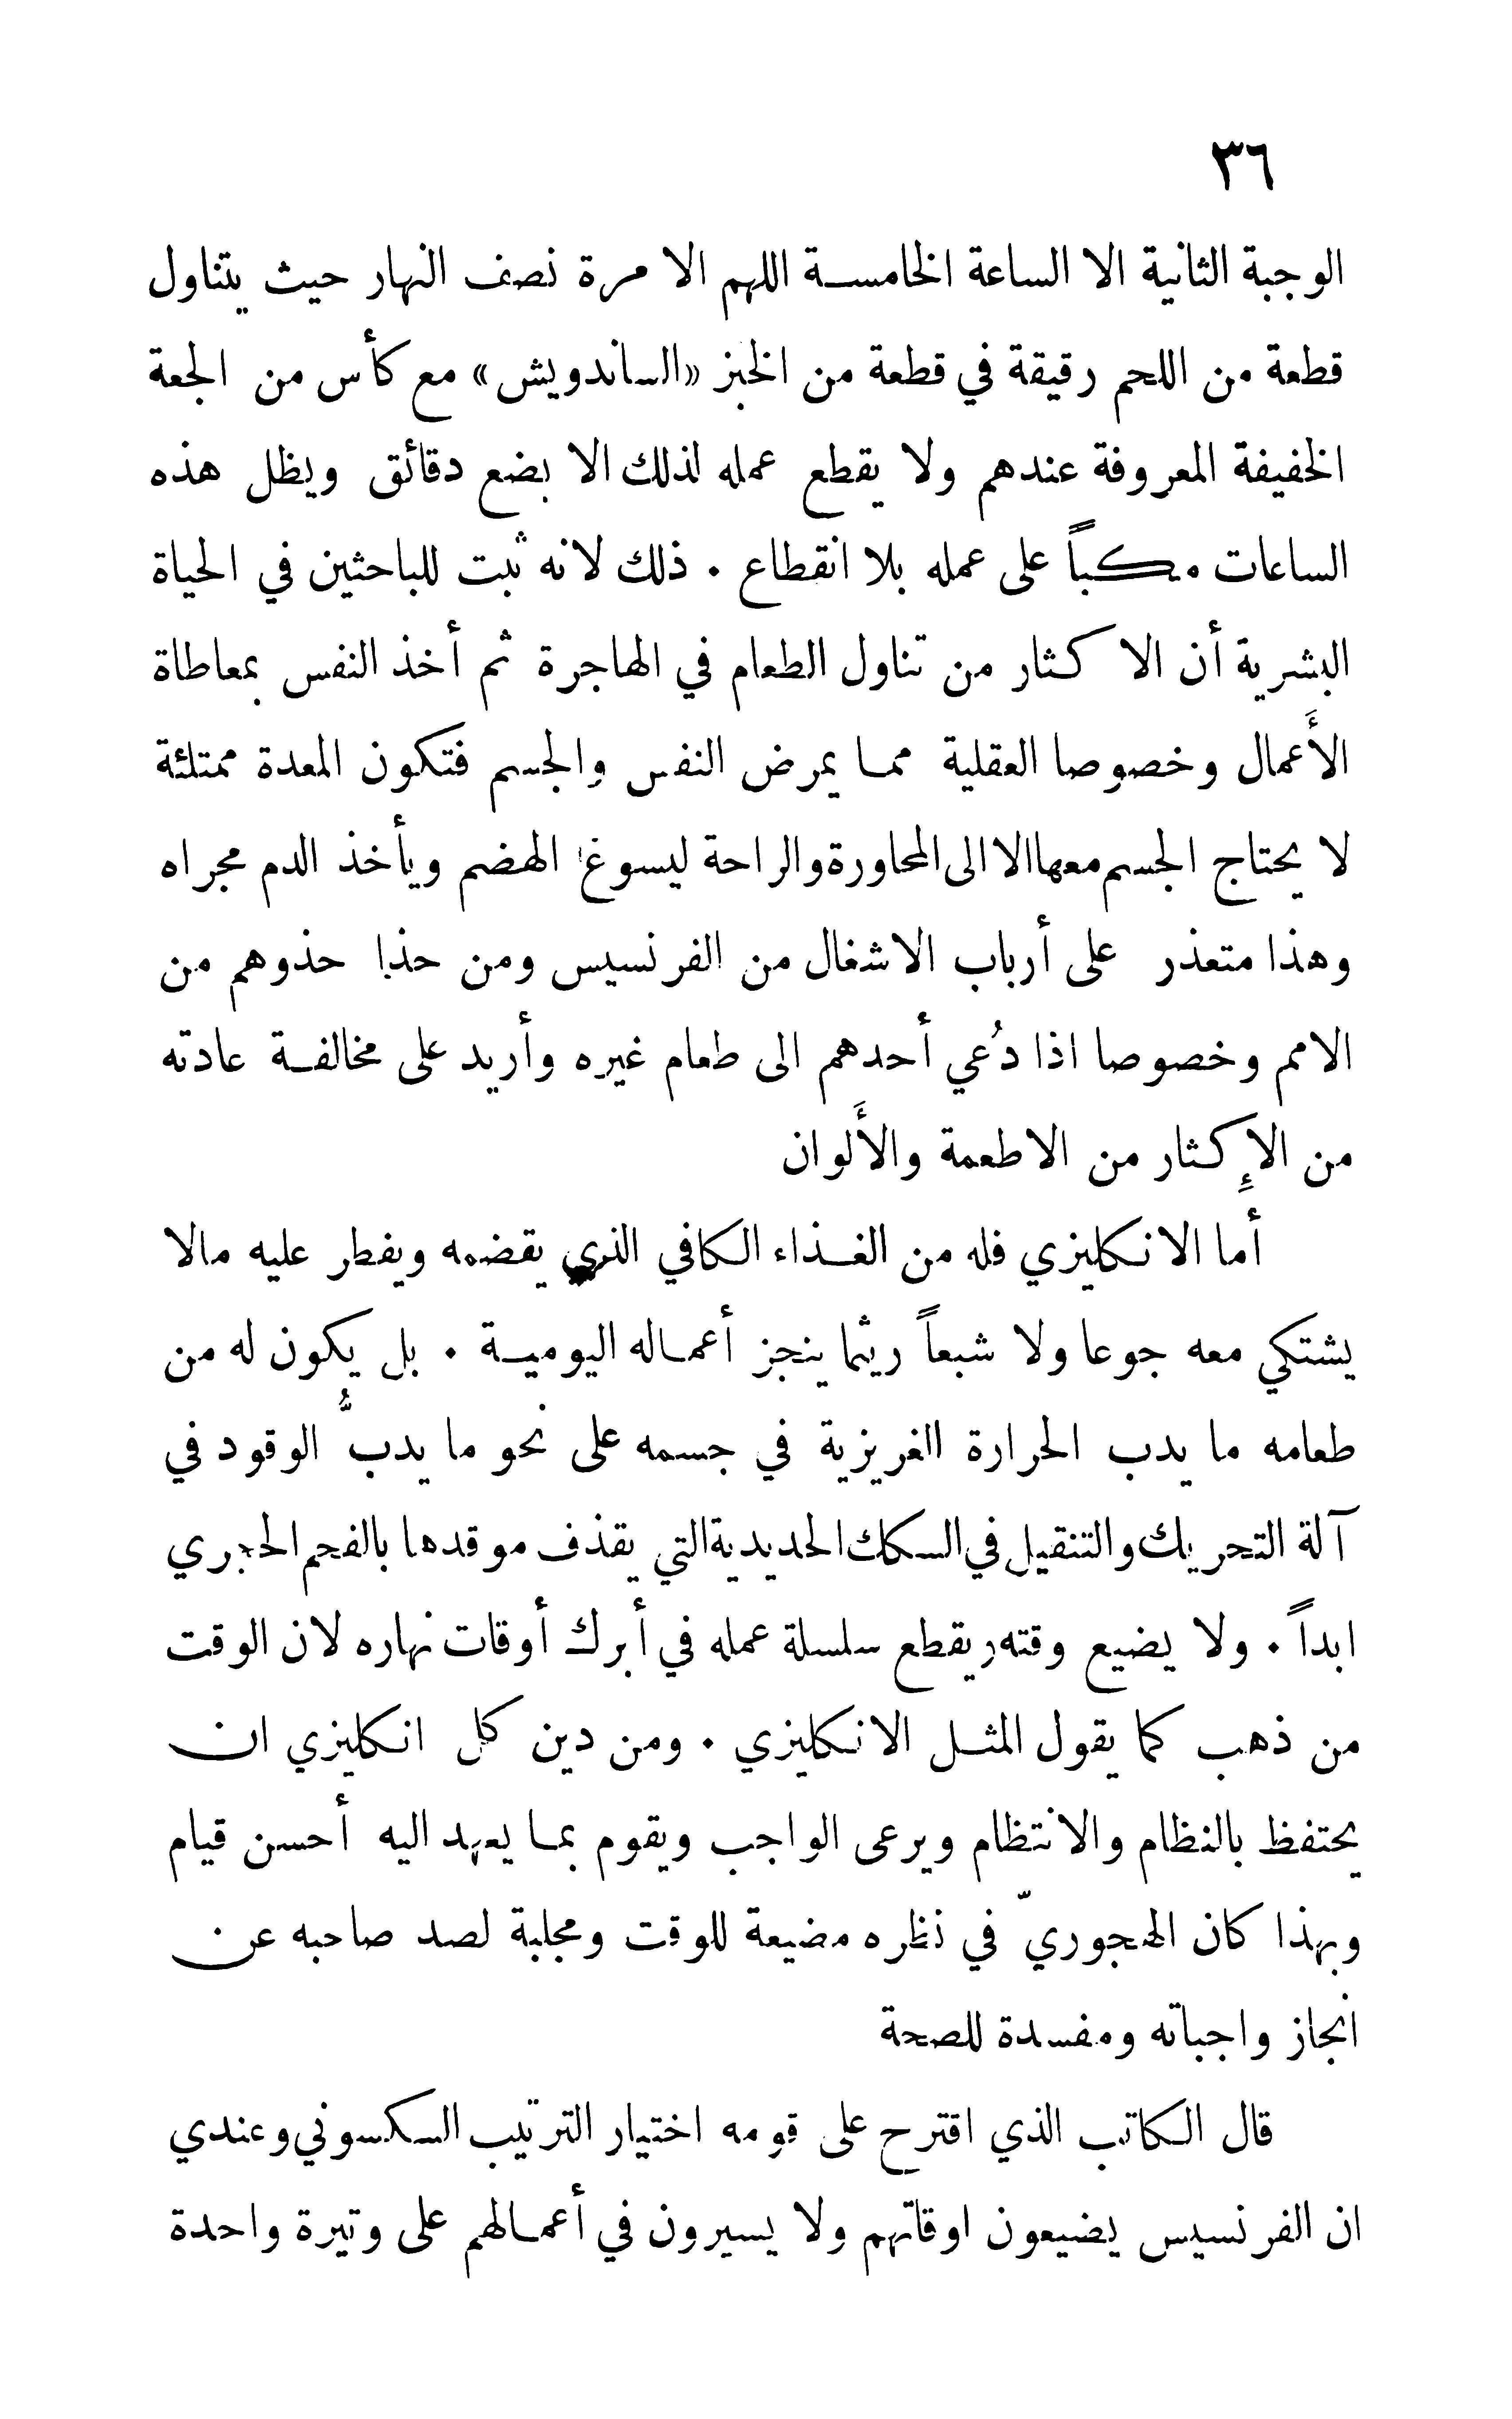 ٣٦
الوجبة الثانية الا الساعة الخامسة اللهم الا مرة نصف النهار حيث يتناول
قطعة من اللحم رقيقة في قطعة من الخبز «الساندويش» مع كأس من الجعة
الخفيفة المعروفة عندهم ولا يقطع عمله لذلك الا بضع دقائق ويظل هذه
الساعات مكباً على عمله بلا انقطاع . ذلك لانه ثبت للباحثين في الحياة
البشرية أن الاكثار من تناول الطعام في الهاجرة ثم أخذ النفس بمعاطاة
الأَعمال وخصوصا العقلية مما يمرض النفس والجسم فتكون المعدة ممتلئة
لا يحتاج الجسم معها الا الى المحاورة والراحة ليسوغ الهضم ويأخذ الدم مجراه
وهذا متعذر على أرباب الاشغال من الفرنسيس ومن حذا حذوهم من
الامم وخصوصا اذا دُعي أحدهم الى طعام غيره وأريد على مخالفة عادته
من الإِكثار من الاطعمة والأَلوان
أما الانكليزي فله من الغذاء الكافي الذي يقضمه ويفطر عليه مالا
يشتكي معه جوعا ولا شبعاً ريثما ينجز أعماله اليومية . بل يكون له من
طعامه ما يدب الحرارة الغريزية في جسمه على نحو ما يدبُّ الوقود في
آلة التحريك والتنقيل في السكك الحديدية التي يقذف موقدها بالفحم الحجري
ابداً . ولا يضيع وقته ويقطع سلسلة عمله في أبرك أوقات نهاره لان الوقت
من ذهب كما يقول المثل الانكليزي . ومن دين كل انكليزي ان
يحتفظ بالنظام والانتظام ويرعى الواجب ويقوم بما يعهد اليه أحسن قيام
وبهذا كان الهجوريّ في نظره مضيعة للوقت ومجلبة لصد صاحبه عن
انجاز واجباته ومفسدة للصحة
قال الكاتب الذي اقترح على قومه اختيار الترتيب السكسوني وعندي
ان الفرنسيس يضيعون اوقاتهم ولا يسيرون في أعمالهم على وتيرة واحدة